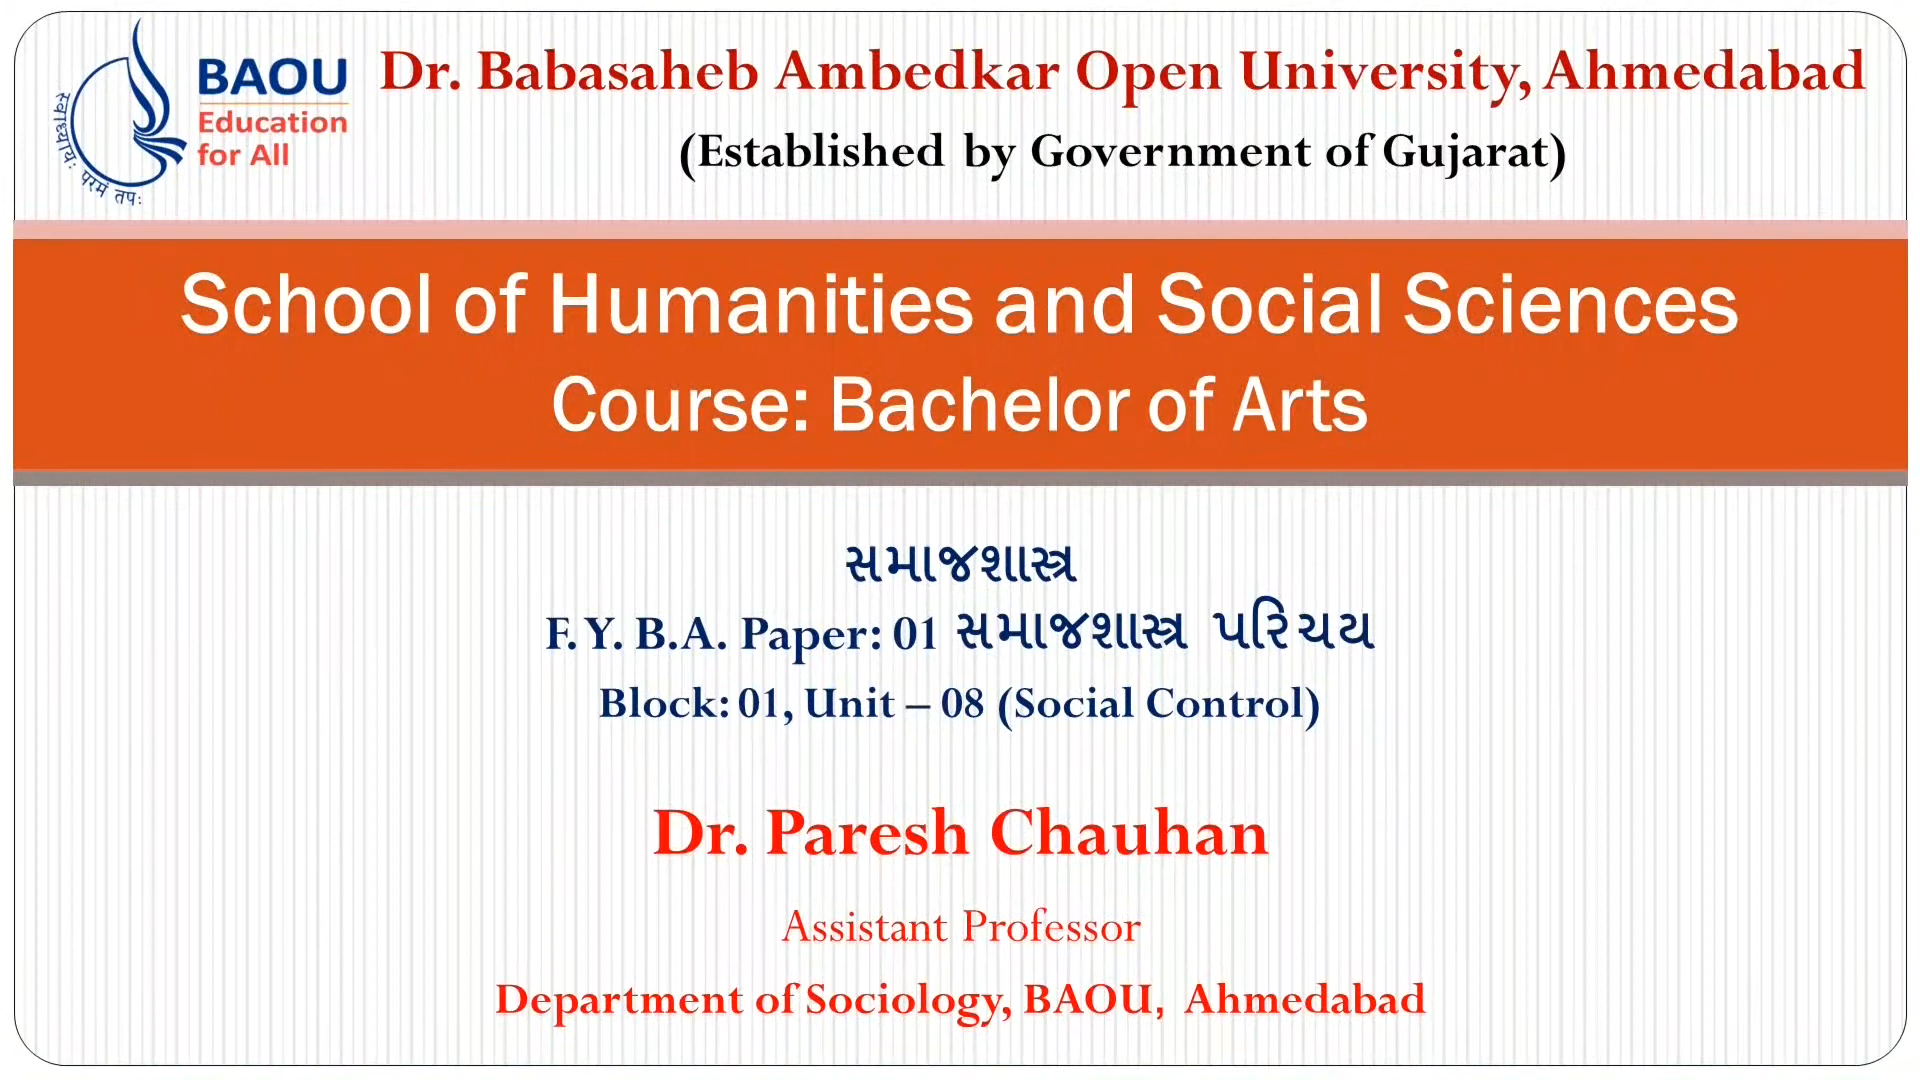 BAOU
Education
for All
स्वाध्यायः परमं तपः
Dr. Babasaheb Ambedkar Open University, Ahmedabad
(Established by Government of Gujarat)
School of Humanities and Social Sciences
Course: Bachelor of Arts
સમાજશાસ્ત્ર
F. Y. B.A. Paper: 01 સમાજશાસ્ત્ર પરિચય
Block: 01, Unit – 08 (Social Control)
Dr. Paresh Chauhan
Assistant Professor
Department of Sociology, BAOU, Ahmedabad